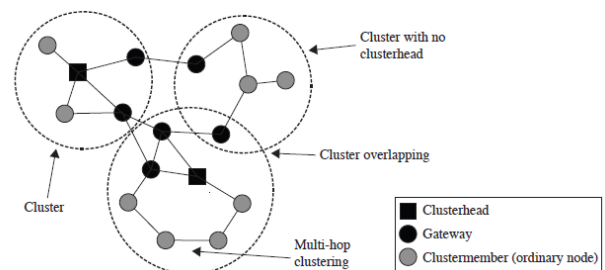 Cluster with no
clusterhead
Cluster overlapping
Cluster
Multi-hop
clustering
Clusterhead
Gateway
Clustermember (ordinary node)